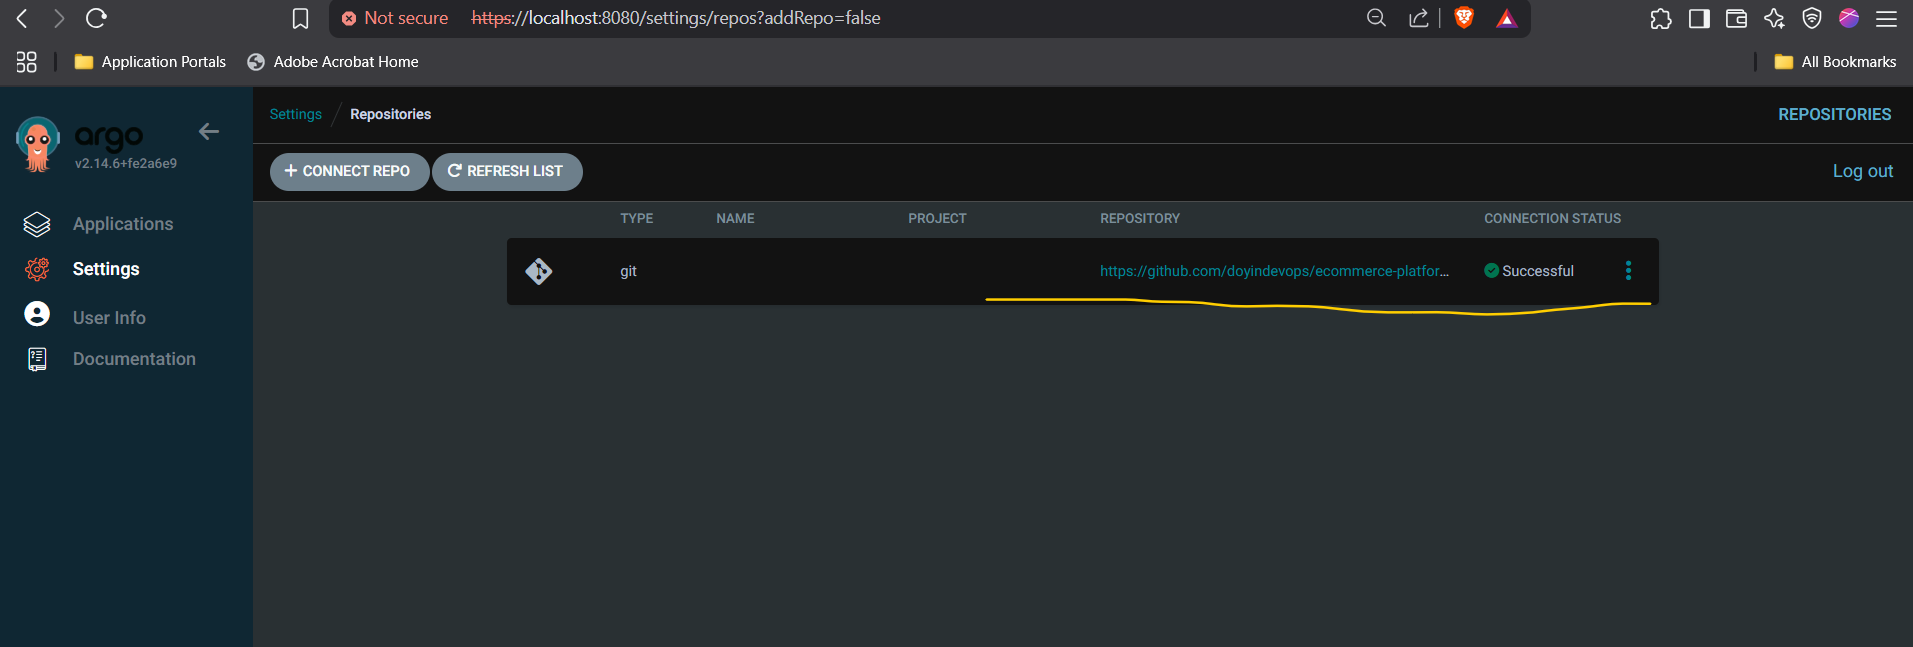 Not secure https://localhost:8080/settings/repos?addRepo=false
Application Portals Adobe Acrobat Home All Bookmarks
argo
v2.14.6+fe2a6e9
Settings / Repositories REPOSITORIES
+ CONNECT REPO REFRESH LIST Log out
Applications
Settings
User Info
Documentation
TYPE NAME PROJECT REPOSITORY CONNECTION STATUS
git https://github.com/doyindevops/ecommerce-platfor... Successful